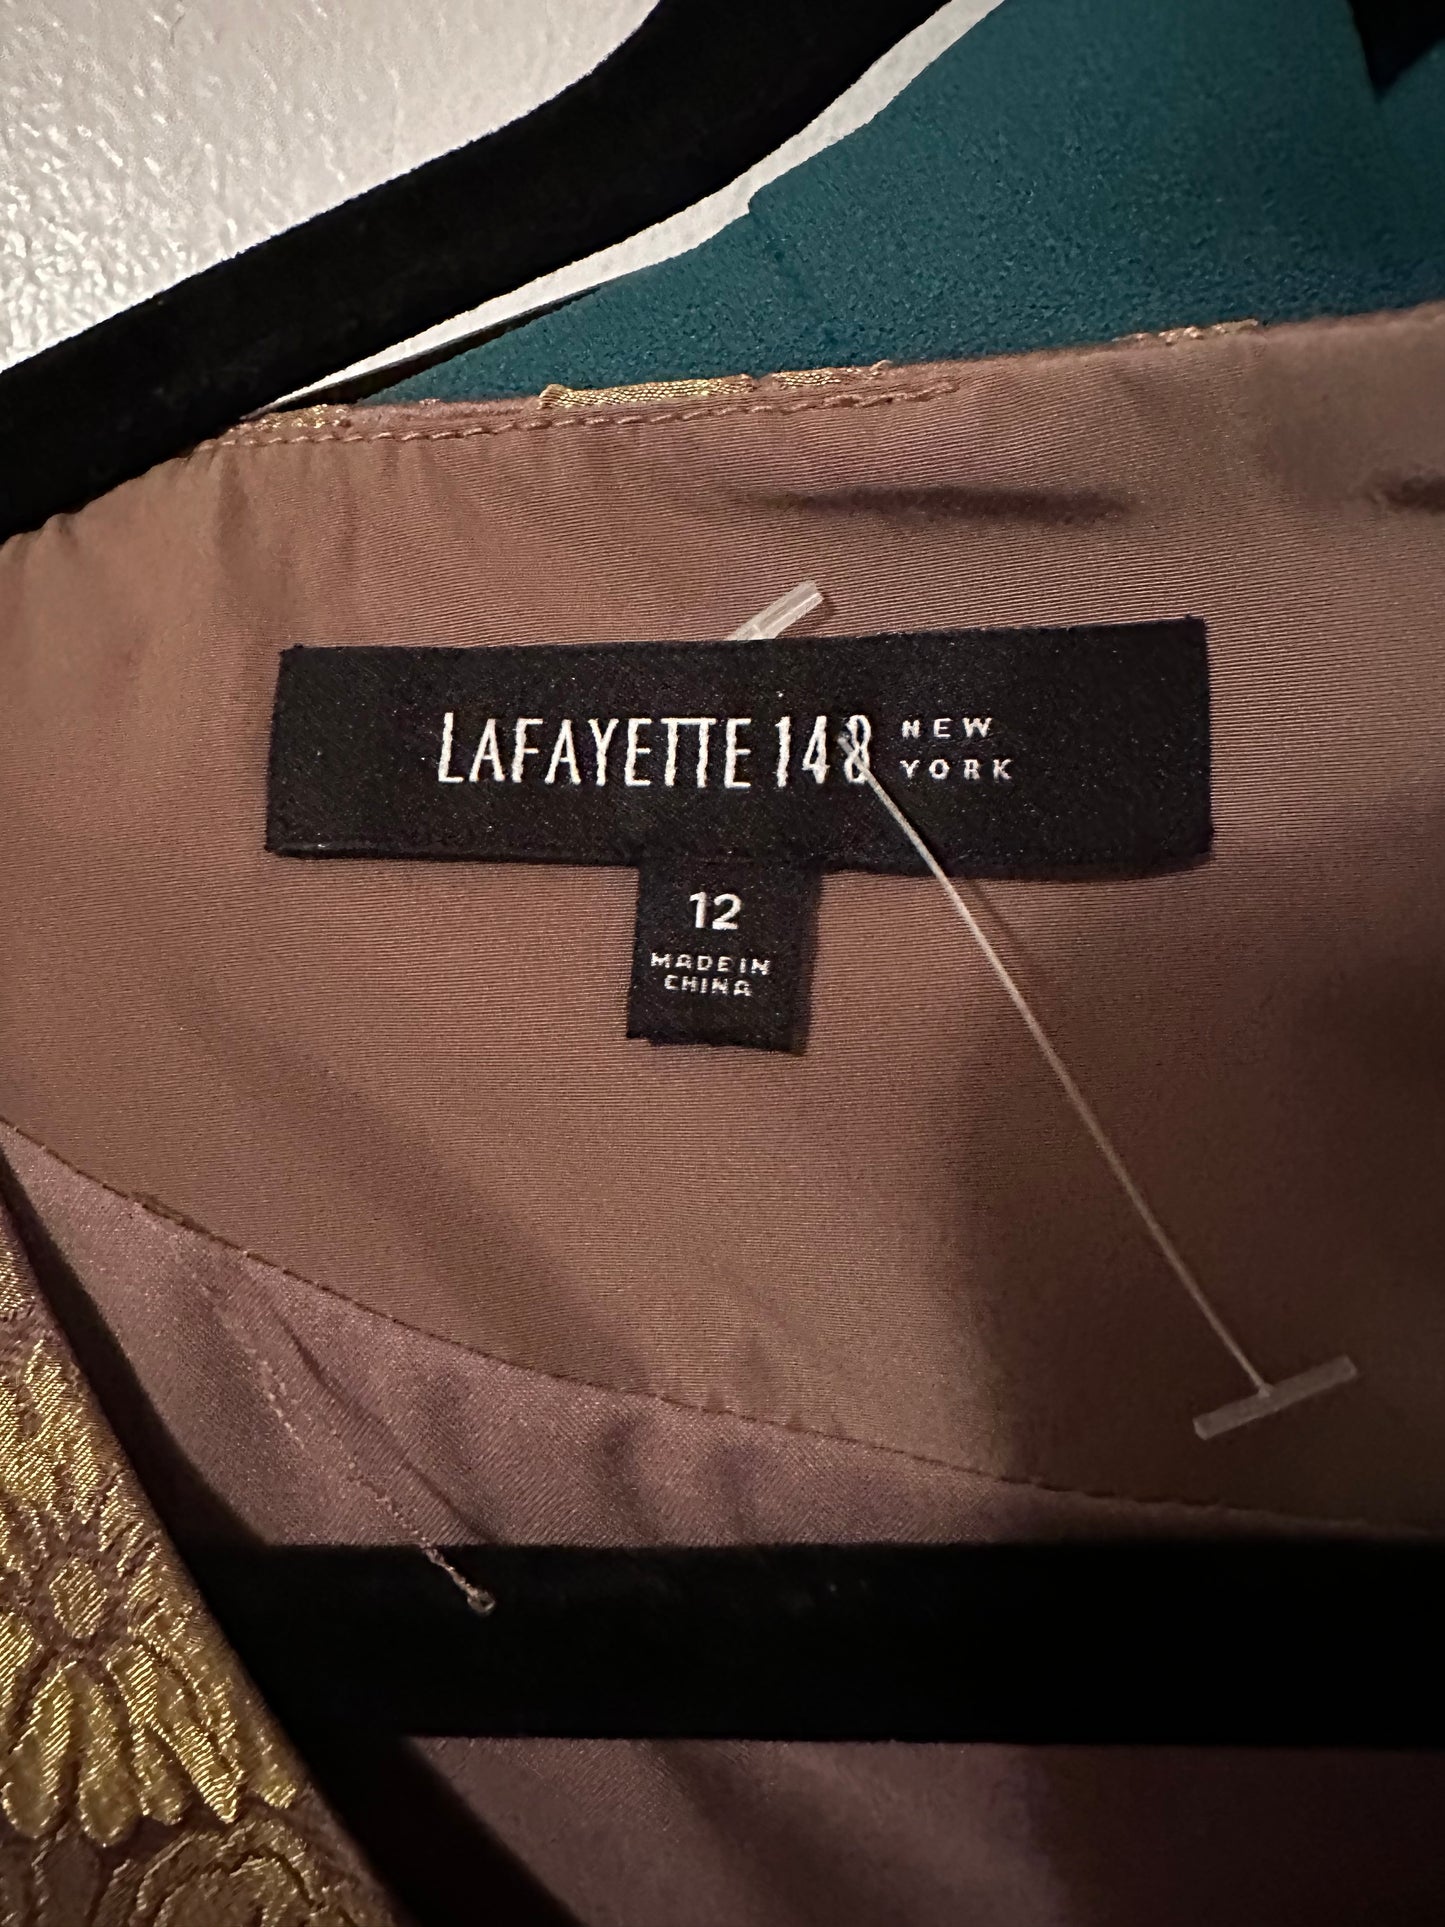 LAFAYETTE 148 NEW YORK
12
MADE IN
CHINA